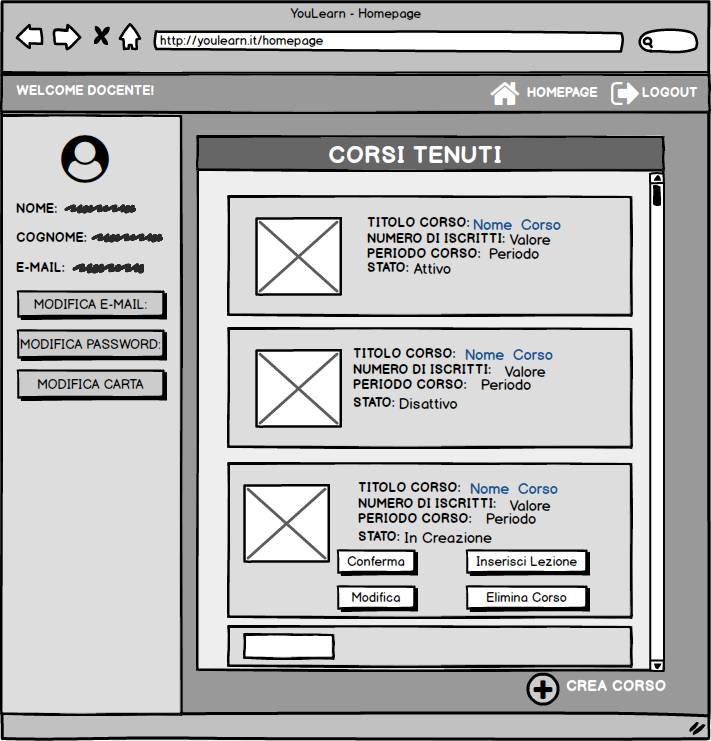 YouLearn - Homepage
http://youlearn.it/homepage
WELCOME DOCENTE!
HOMEPAGE
LOGOUT
NOME:
COGNOME:
E-MAIL:
MODIFICA E-MAIL:
MODIFICA PASSWORD:
MODIFICA CARTA
CORSI TENUTI
TITOLO CORSO: Nome Corso
NUMERO DI ISCRITTI: Valore
PERIODO CORSO: Periodo
STATO: Attivo
TITOLO CORSO: Nome Corso
NUMERO DI ISCRITTI: Valore
PERIODO CORSO: Periodo
STATO: Disattivo
TITOLO CORSO: Nome Corso
NUMERO DI ISCRITTI: Valore
PERIODO CORSO: Periodo
STATO: In Creazione
Conferma
Inserisci Lezione
Modifica
Elimina Corso
CREA CORSO